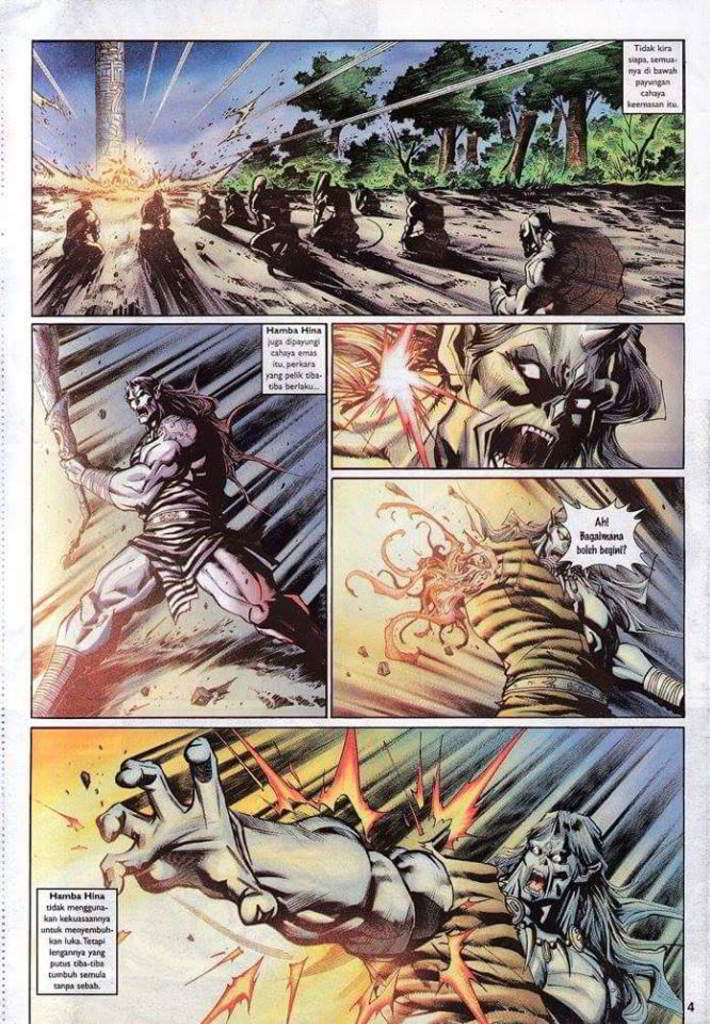 Tidak kira
siapa, semua-
nya di bawah
payungan
cahaya
keemasan itu.
Hamba Hina
juga dipayungi
cahaya emas
itu, perkara
yang pelik tiba-
tiba berlaku...
Ah!
Bagaimana
boleh begini?
Hamba Hina
tidak mengguna-
kan kekuasaannya
untuk menyembuh-
kan luka. Tetapi
lengannya yang
putus tiba-tiba
tumbuh semula
tanpa sebab.
4